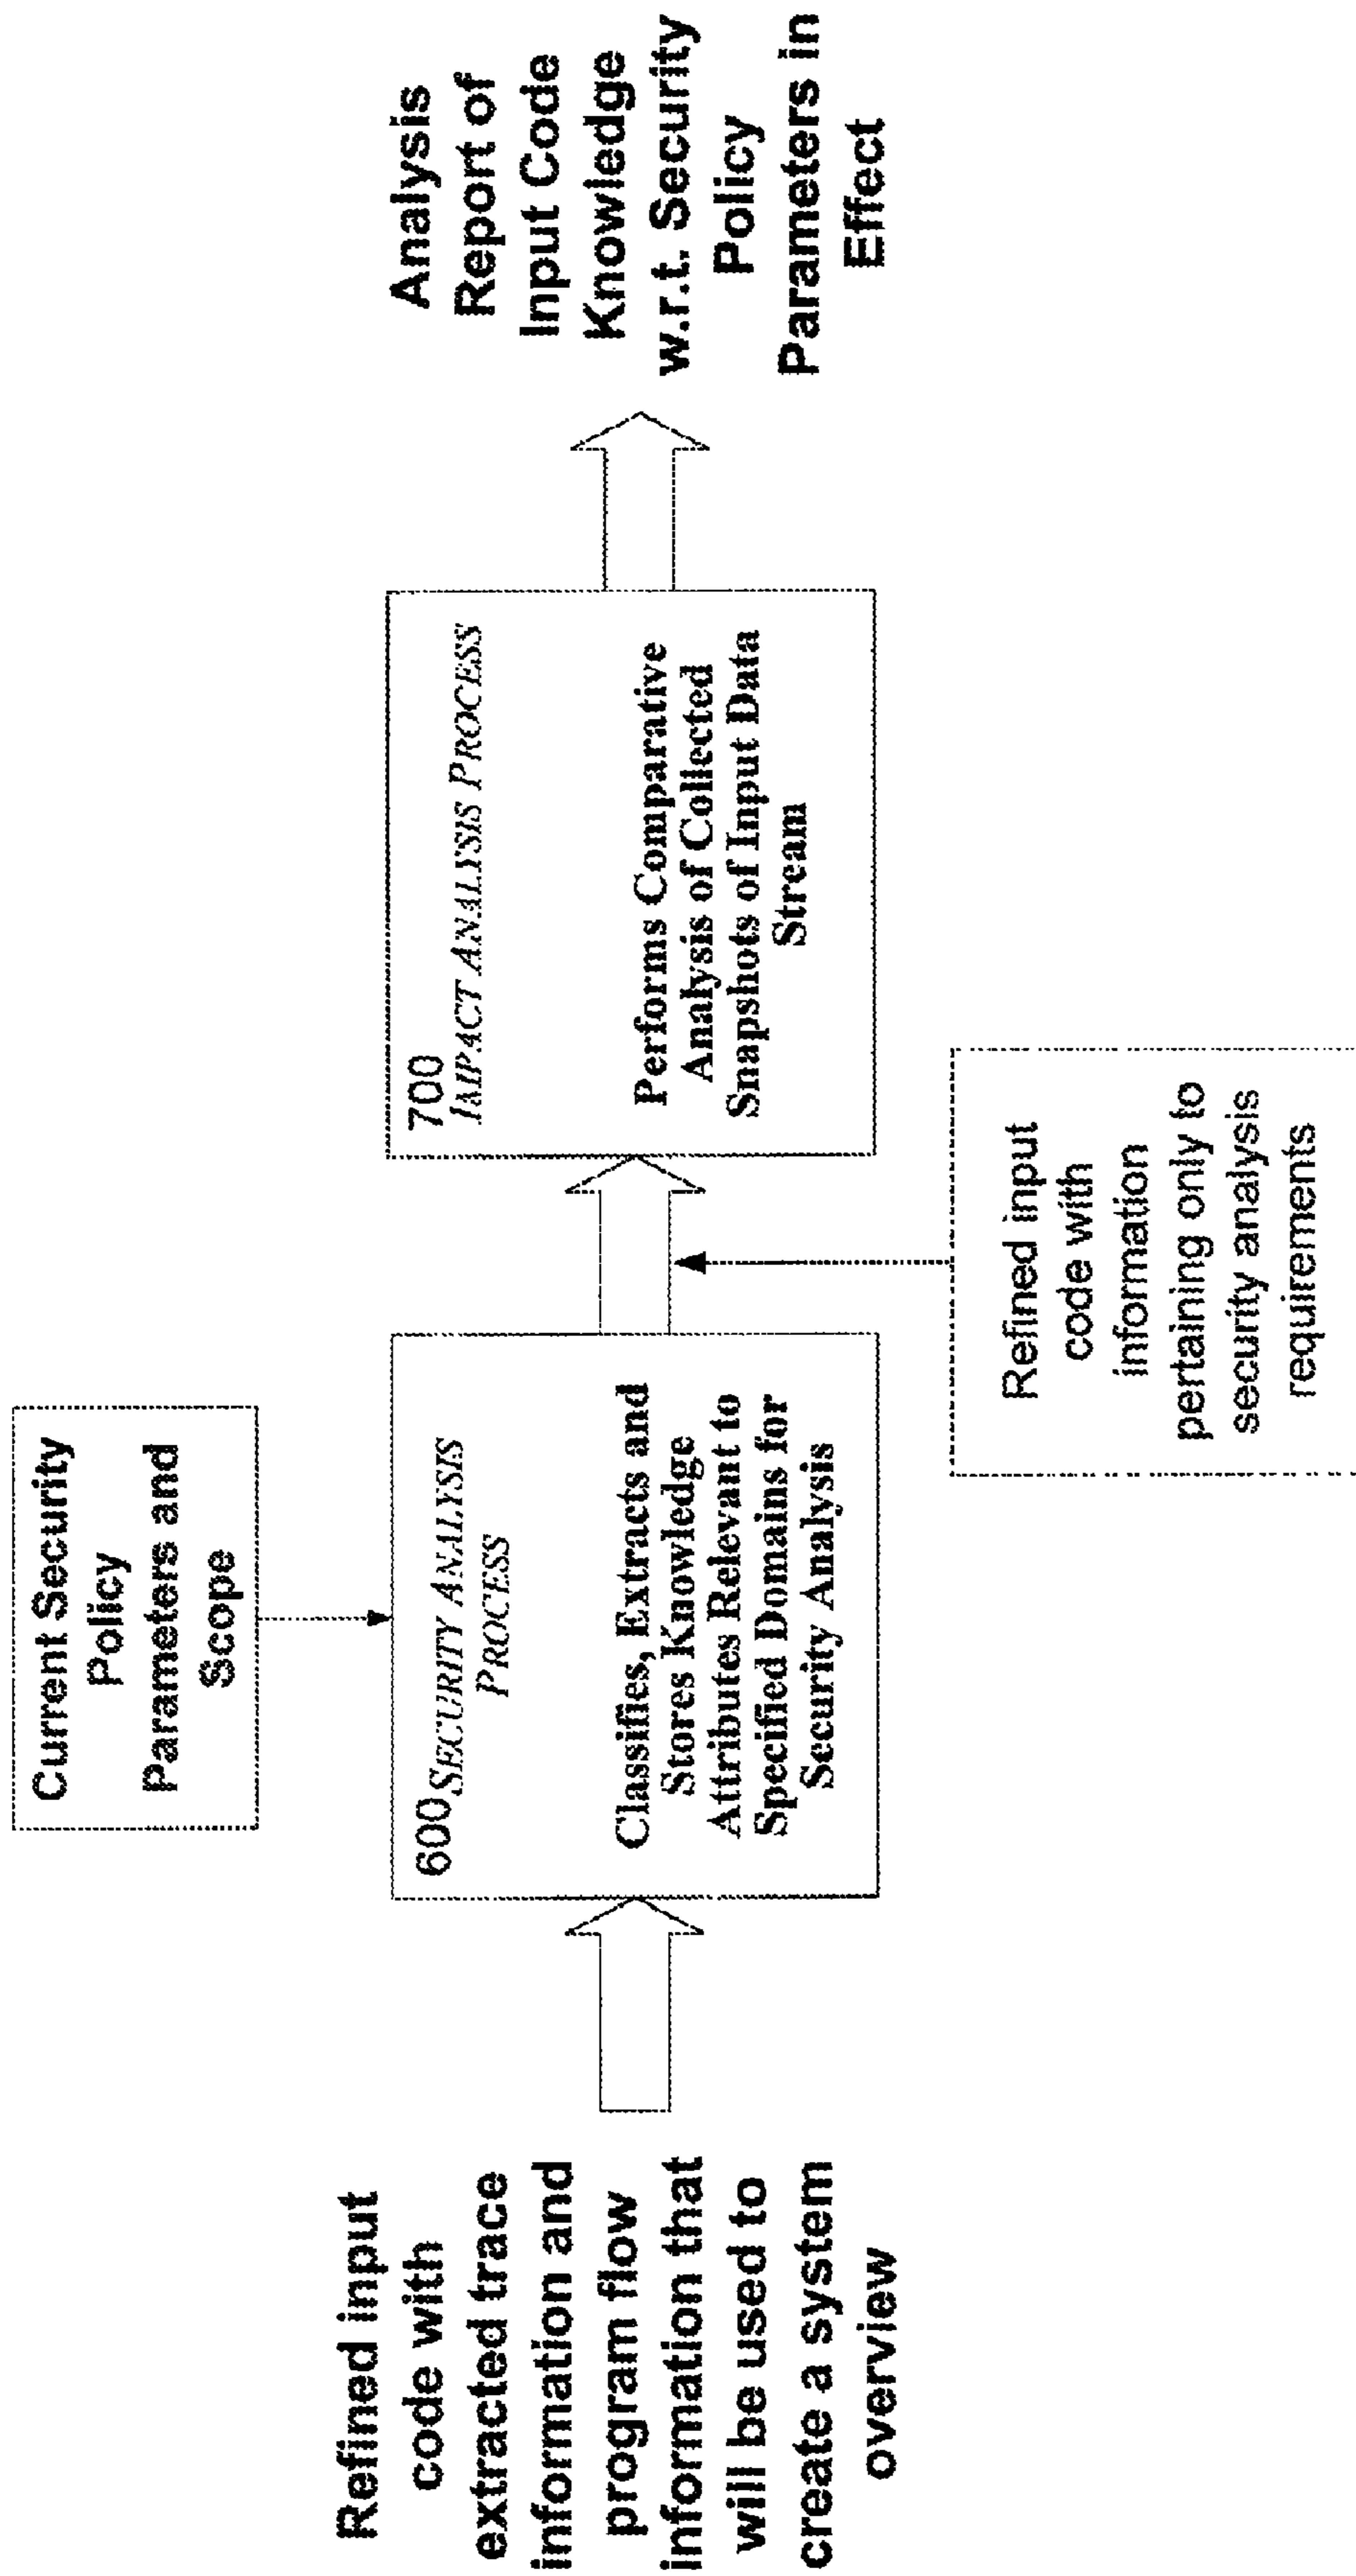 Current Security
Policy
Parameters and
Scope
Refined input
code with
extracted trace
information and
program flow
information that
will be used to
create a system
overview
600 SECURITY ANALYSIS
PROCESS
Classifies, Extracts and
Stores Knowledge
Attributes Relevant to
Specified Domains for
Security Analysis
Refined input
code with
information
pertaining only to
security analysis
requirements
700
IMPACT ANALYSIS PROCESS
Performs Comparative
Analysis of Collected
Snapshots of Input Data
Stream
Analysis
Report of
Input Code
Knowledge
w.r.t. Security
Policy
Parameters in
Effect